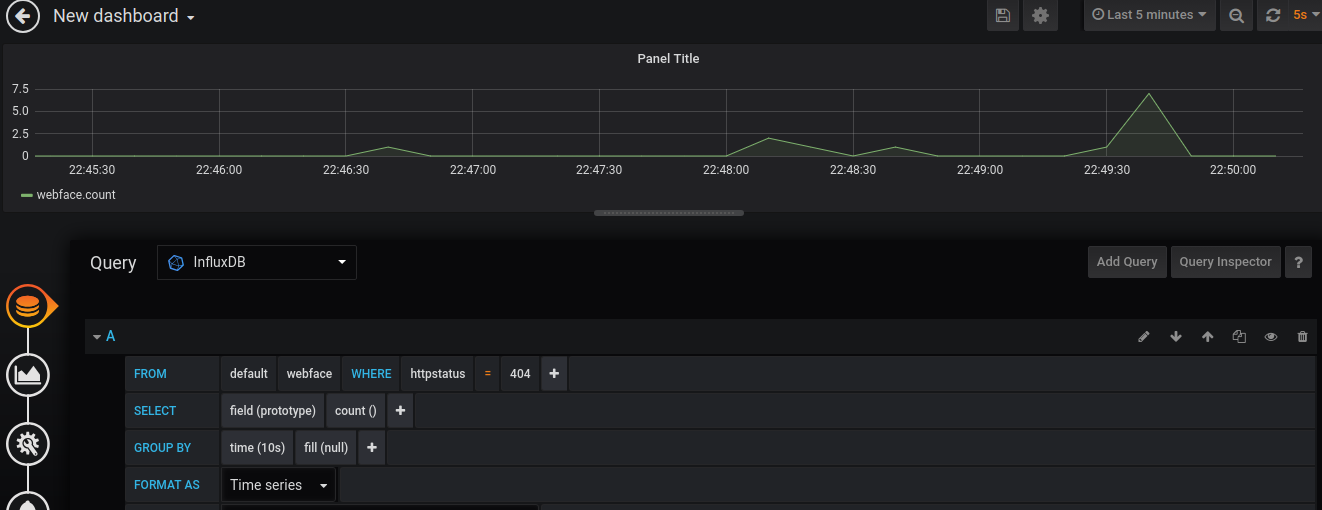 New dashboard
Last 5 minutes 5s
Panel Title
7.5
5.0
2.5
0
22:45:30 22:46:00 22:46:30 22:47:00 22:47:30 22:48:00 22:48:30 22:49:00 22:49:30 22:50:00
webface.count
Query InfluxDB Add Query Query Inspector ?
A
FROM default webface WHERE httpstatus = 404 +
SELECT field (prototype) count () +
GROUP BY time (10s) fill (null) +
FORMAT AS Time series